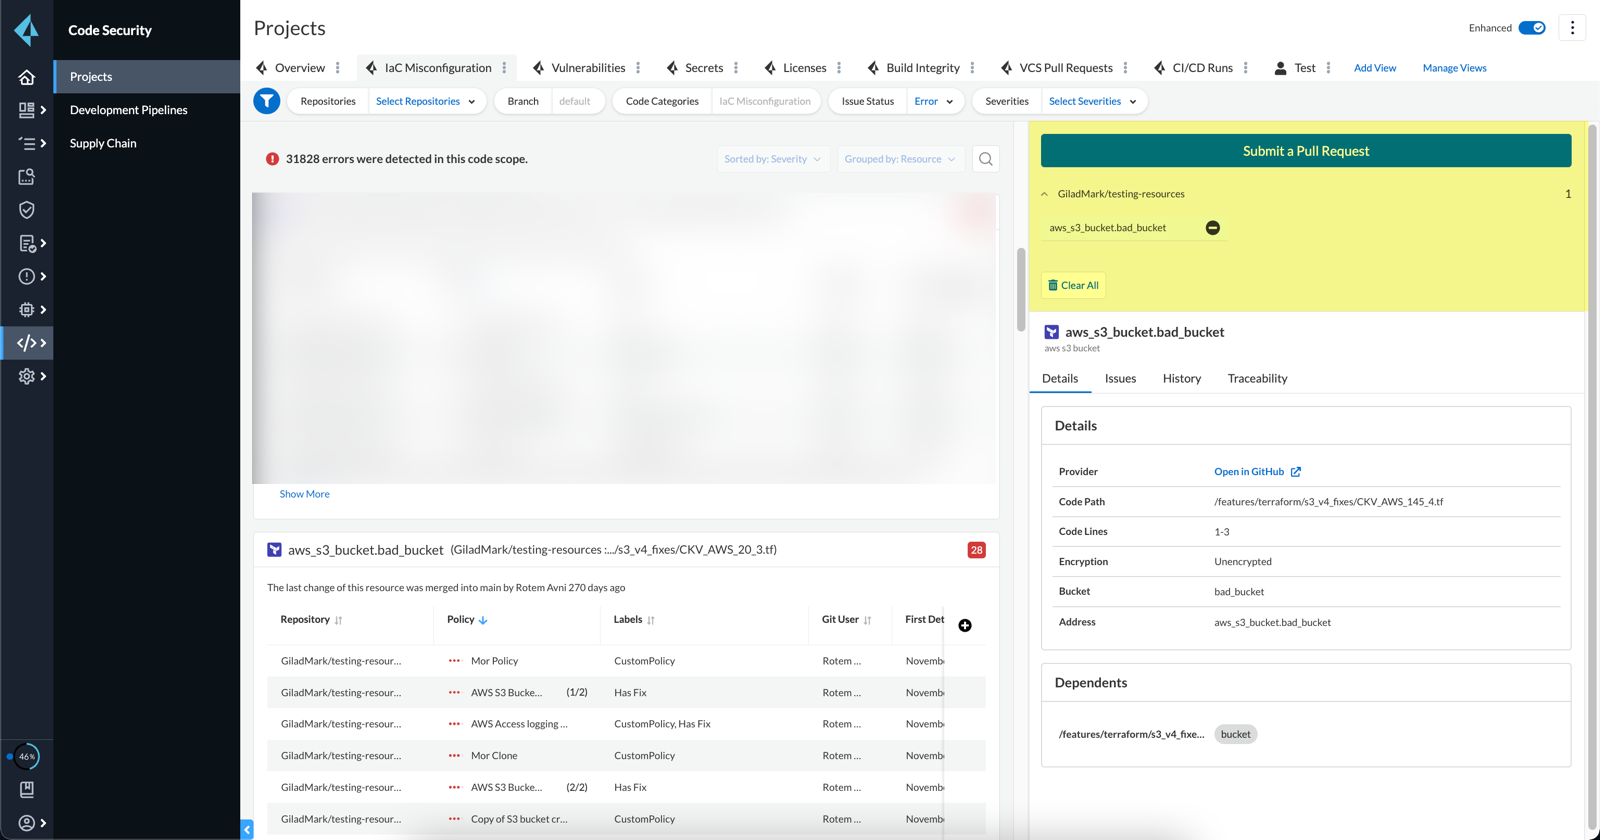 Code Security
Projects
Development Pipelines
Supply Chain
46%
Projects
Enhanced
Overview
IaC Misconfiguration
Vulnerabilities
Secrets
Licenses
Build Integrity
VCS Pull Requests
CI/CD Runs
Test
Add View
Manage Views
Repositories Select Repositories
Branch default
Code Categories IaC Misconfiguration
Issue Status Error
Severities Select Severities
31828 errors were detected in this code scope.
Sorted by: Severity
Grouped by: Resource
Show More
aws_s3_bucket.bad_bucket (GiladMark/testing-resources :.../s3_v4_fixes/CKV_AWS_20_3.tf) 28
The last change of this resource was merged into main by Rotem Avni 270 days ago
Repository Policy Labels Git User First Det
GiladMark/testing-resour... Mor Policy CustomPolicy Rotem ... Novembe
GiladMark/testing-resour... AWS S3 Bucke... (1/2) Has Fix Rotem ... Novembe
GiladMark/testing-resour... AWS Access logging ... CustomPolicy, Has Fix Rotem ... Novembe
GiladMark/testing-resour... Mor Clone CustomPolicy Rotem ... Novembe
GiladMark/testing-resour... AWS S3 Bucke... (2/2) Has Fix Rotem ... Novembe
GiladMark/testing-resour... Copy of S3 bucket cr... CustomPolicy Rotem ... Novembe
Submit a Pull Request
GiladMark/testing-resources 1
aws_s3_bucket.bad_bucket
Clear All
aws_s3_bucket.bad_bucket
aws s3 bucket
Details Issues History Traceability
Details
Provider Open in GitHub
Code Path /features/terraform/s3_v4_fixes/CKV_AWS_145_4.tf
Code Lines 1-3
Encryption Unencrypted
Bucket bad_bucket
Address aws_s3_bucket.bad_bucket
Dependents
/features/terraform/s3_v4_fixe... bucket